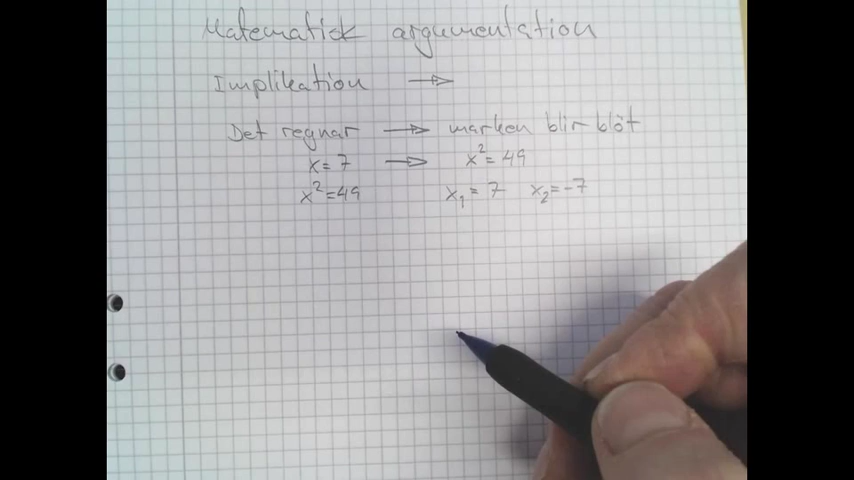 Matematisk argumentation
Implikation →
Det regnar → marken blir blöt
x = 7 → x² = 49
x² = 49 x₁ = 7 x₂ = -7